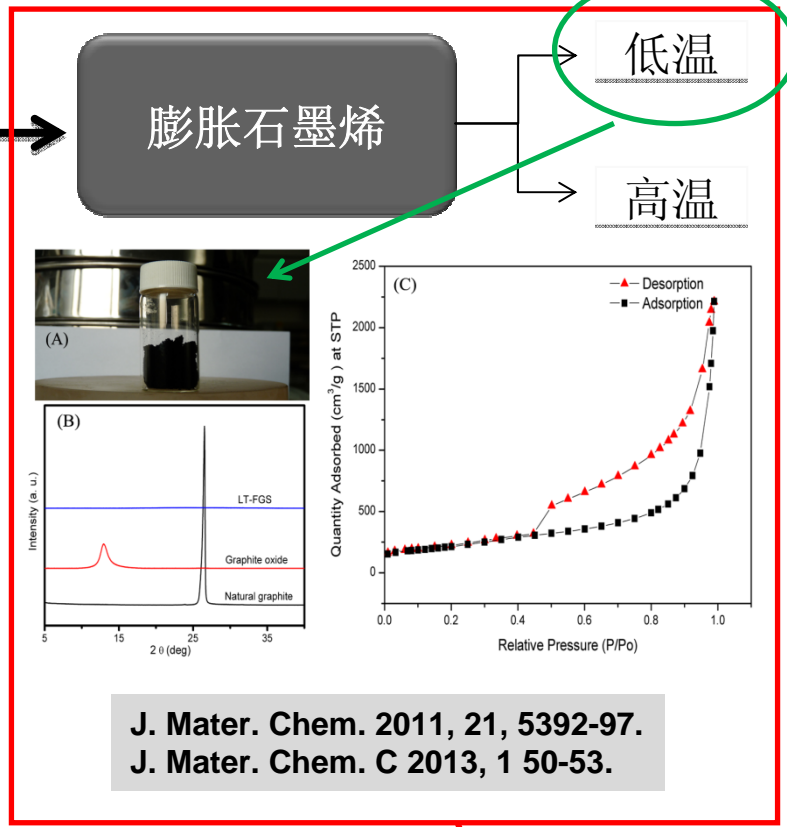 膨胀石墨烯
低温
高温
(A)
(B)
Intensity (a. u.)
LT-FGS
Graphite oxide
Natural graphite
5
15
25
35
2 θ (deg)
(C)
Desorption
Adsorption
Quantity Adsorbed (cm³/g ) at STP
2500
2000
1500
1000
500
0
0.0
0.2
0.4
0.6
0.8
1.0
Relative Pressure (P/Po)
J. Mater. Chem. 2011, 21, 5392-97.
J. Mater. Chem. C 2013, 1 50-53.